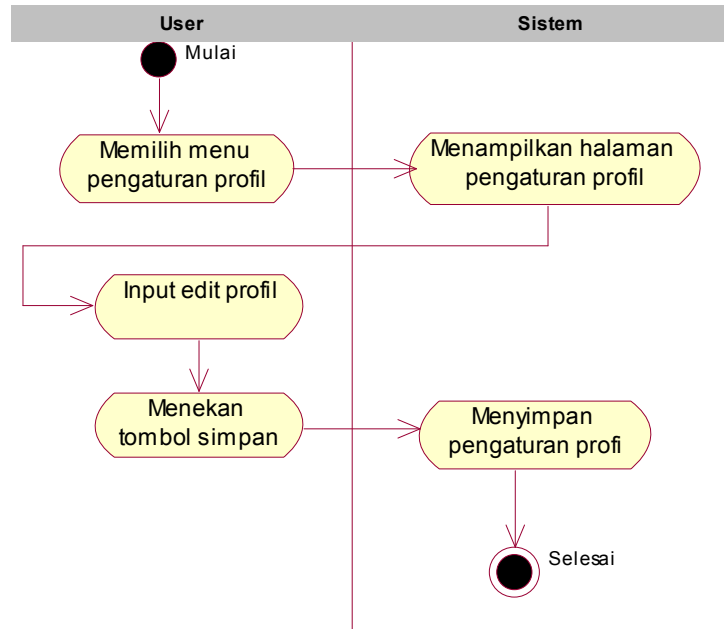 User
Sistem
Mulai
Memilih menu
pengaturan profil
Menampilkan halaman
pengaturan profil
Input edit profil
Menekan
tombol simpan
Menyimpan
pengaturan profi
Selesai